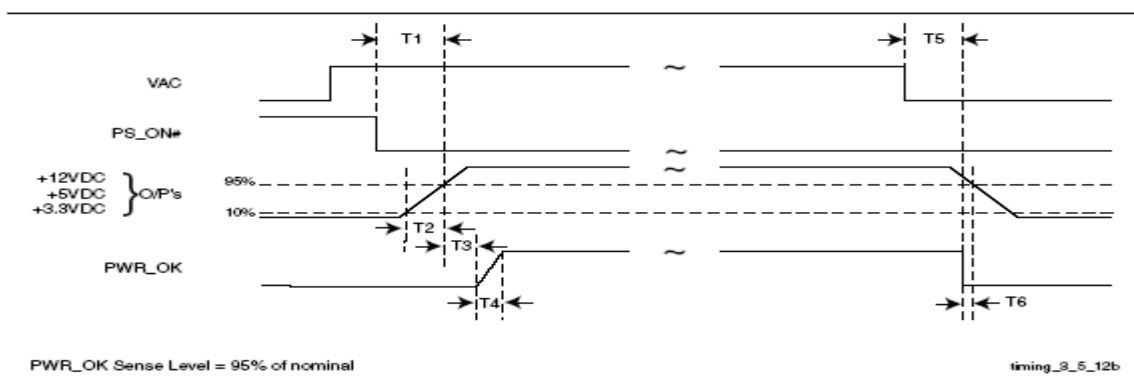 T1
T5
VAC
~
PS_ON#
~
+12VDC
+5VDC
+3.3VDC
} O/P's
95%
10%
~
T2
T3
PWR_OK
~
T4
T6
PWR_OK Sense Level = 95% of nominal
timing_3_5_12b